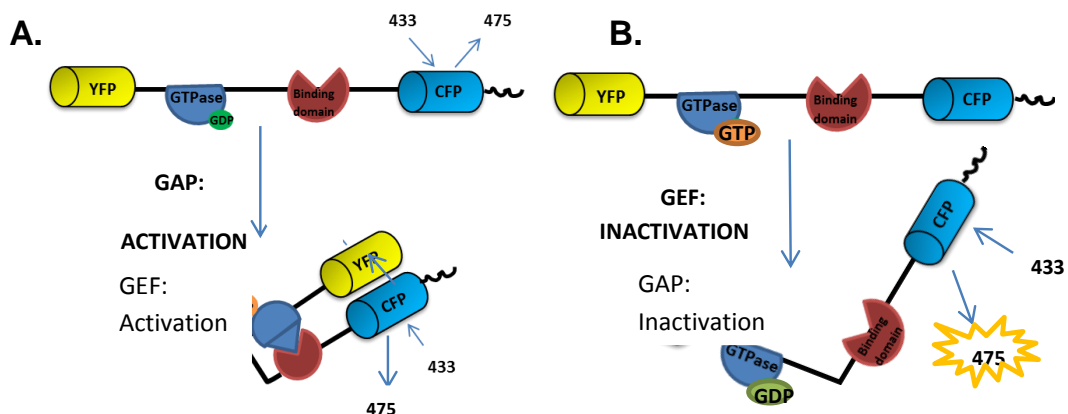 A.
433 475
YFP
GTPase
GDP
Binding
domain
CFP
GAP:
ACTIVATION
GEF:
Activation
YFP
CFP
433
475
B.
YFP
GTPase
GTP
Binding
domain
CFP
GEF:
INACTIVATION
GAP:
Inactivation
CFP
433
Binding
domain
475
GTPase
GDP